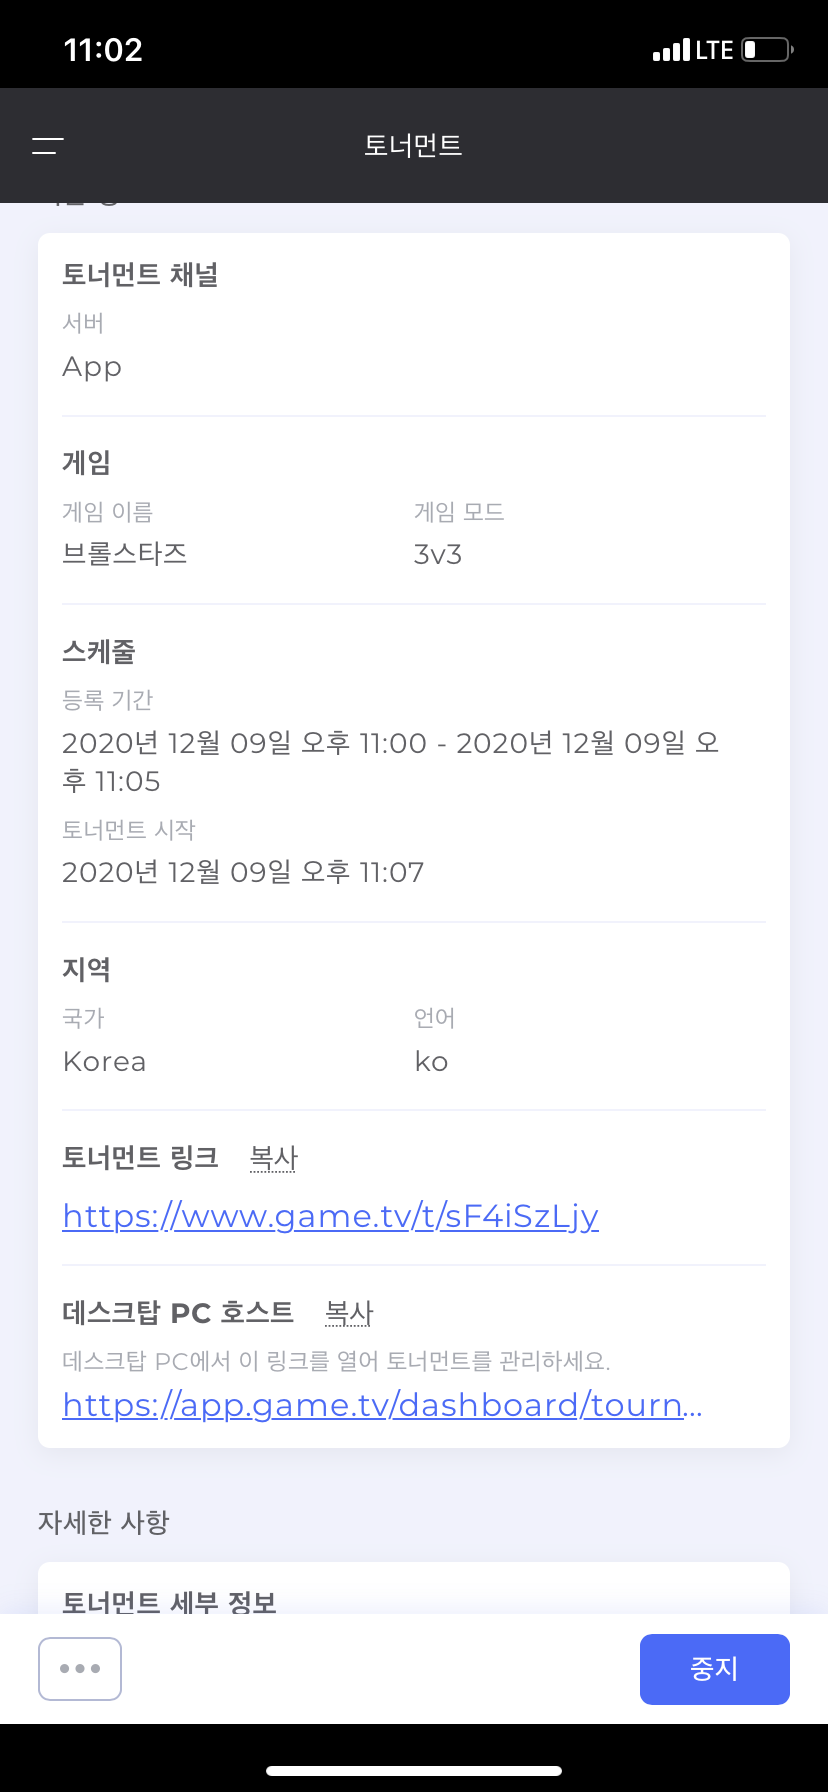 11:02
LTE
토너먼트
토너먼트 채널
서버
App
게임
게임 이름
게임 모드
브롤스타즈
3v3
스케줄
등록 기간
2020년 12월 09일 오후 11:00 - 2020년 12월 09일 오
후 11:05
토너먼트 시작
2020년 12월 09일 오후 11:07
지역
국가
언어
Korea
ko
토너먼트 링크 복사
https://www.game.tv/t/sF4iSzLjy
데스크탑 PC 호스트 복사
데스크탑 PC에서 이 링크를 열어 토너먼트를 관리하세요.
https://app.game.tv/dashboard/tourn...
자세한 사항
토너먼트 세부 정보
중지